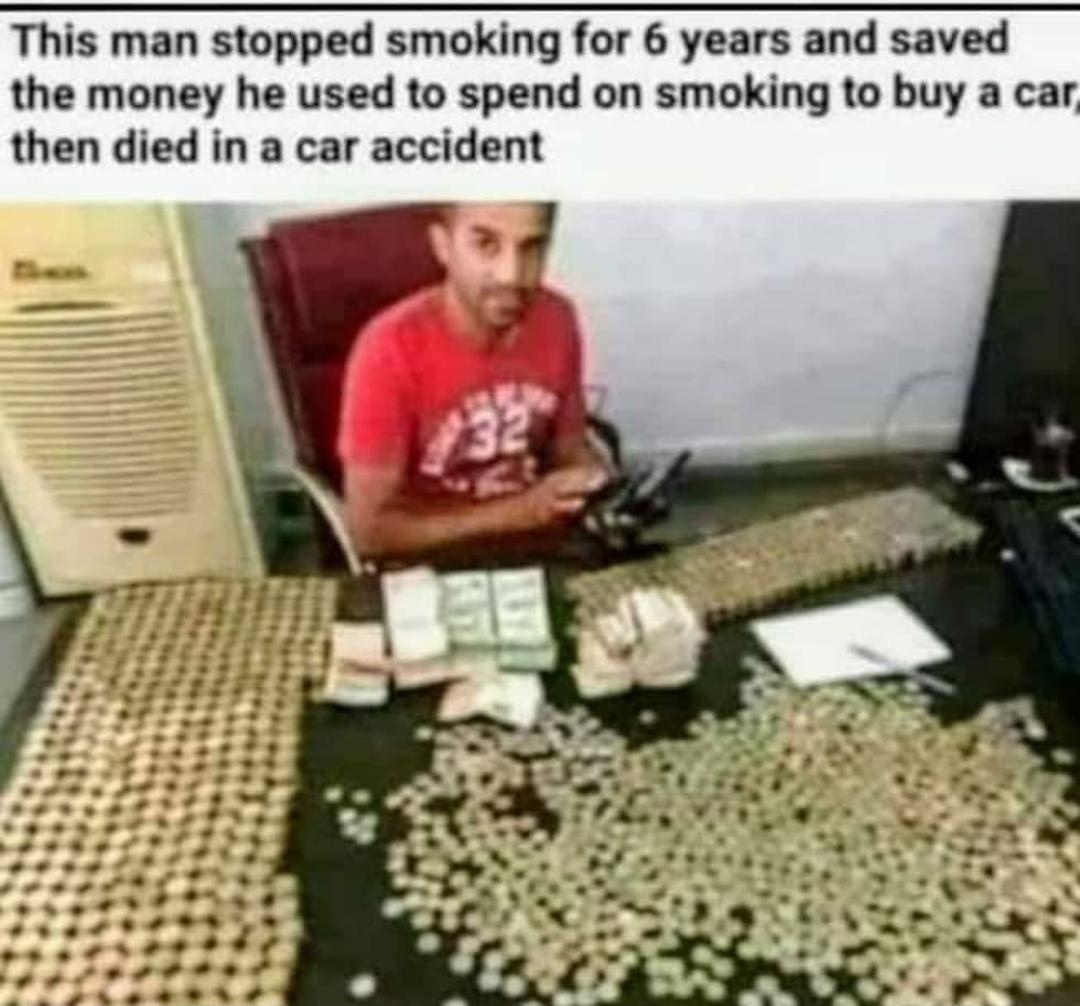 This man stopped smoking for 6 years and saved
the money he used to spend on smoking to buy a car,
then died in a car accident
32